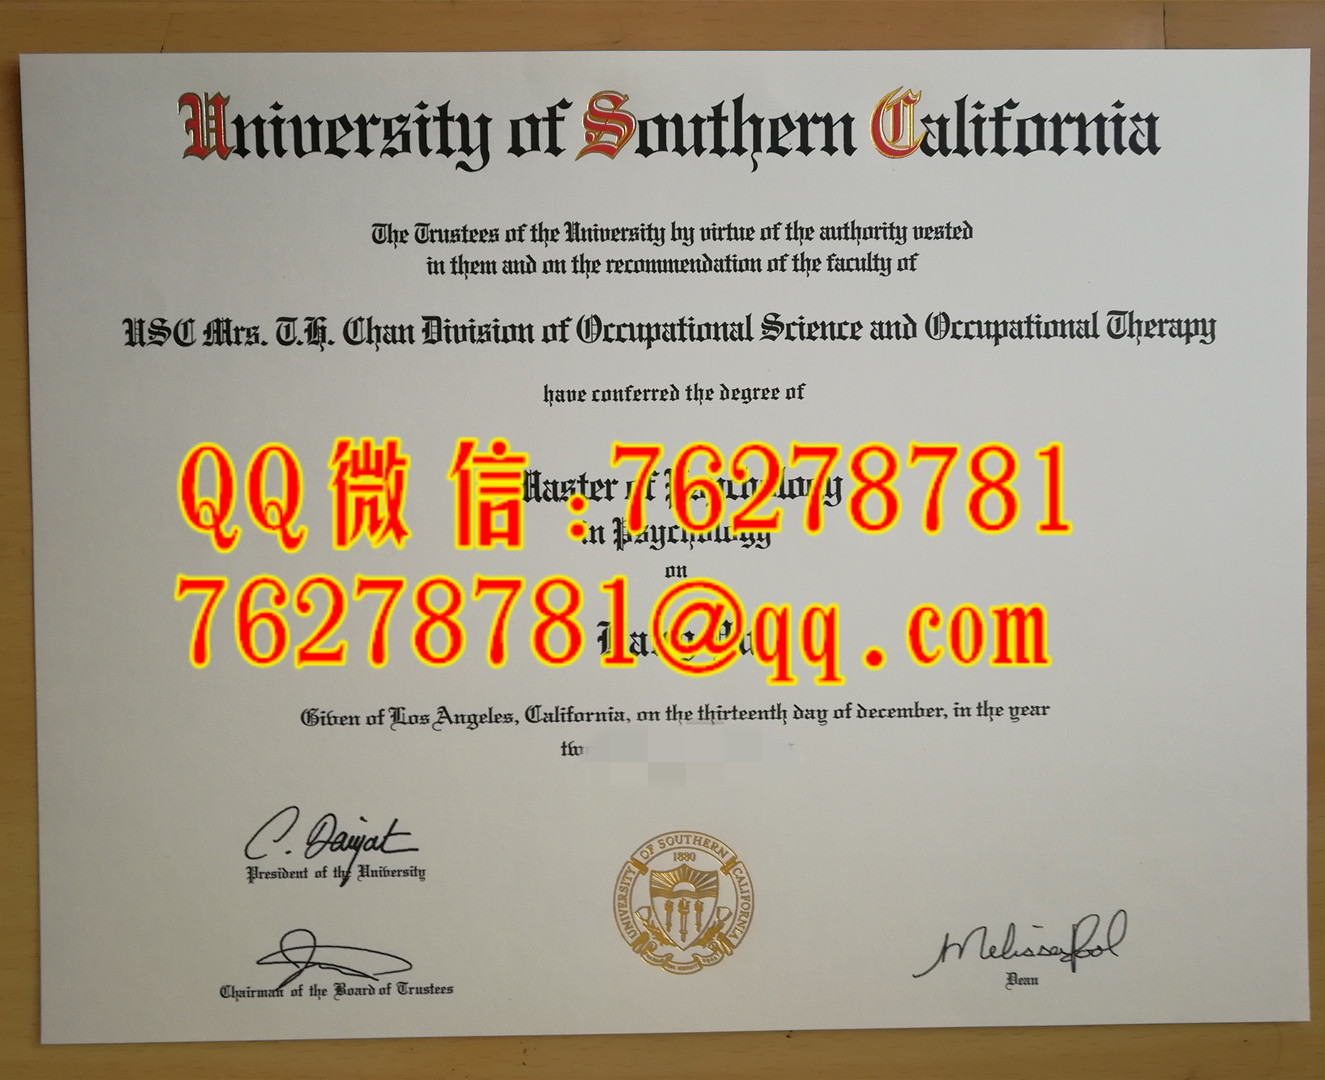 University of Southern California
The Trustees of the University by virtue of the authority vested
in them and on the recommendation of the faculty of
USC Mrs. T.H. Chan Division of Occupational Science and Occupational Therapy
have conferred the degree of
QQ微信:76278781
Master of Psychology
in Psychology
on
76278781@qq.com
Given of Los Angeles, California, on the thirteenth day of december, in the year
C. Dariyat
President of the University
OF SOUTHERN
1880
UNIVERSITY
CALIFORNIA
Chairman of the Board of Trustees
Dean